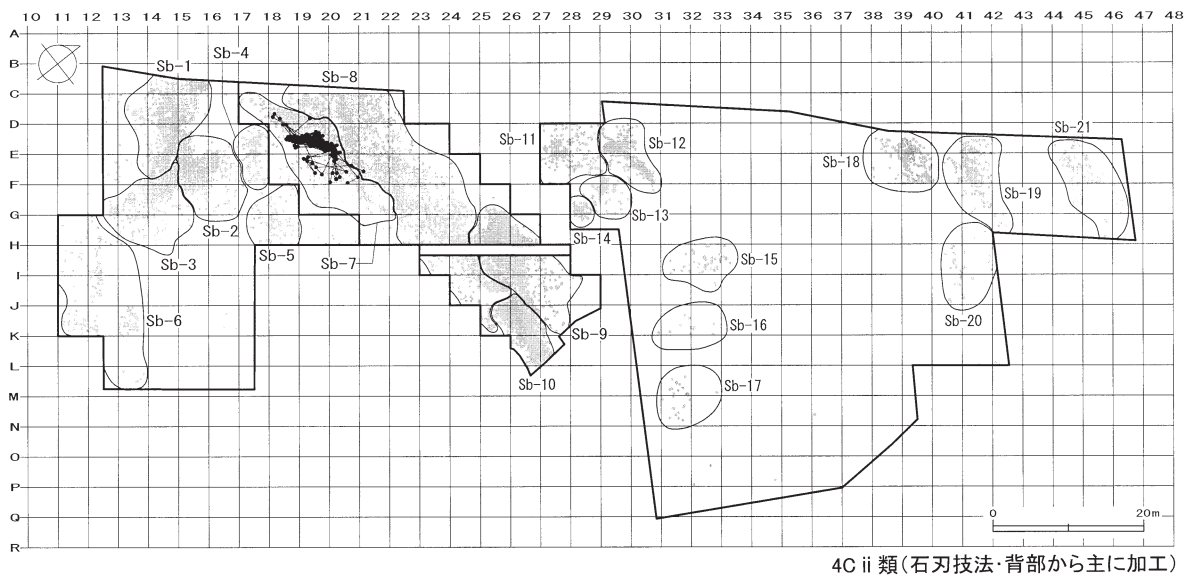 10 11 12 13 14 15 16 17 18 19 20 21 22 23 24 25 26 27 28 29 30 31 32 33 34 35 36 37 38 39 40 41 42 43 44 45 46 47 48
A
B
C
D
E
F
G
H
I
J
K
L
M
N
O
P
Q
R
Sb-4
Sb-1
Sb-8
Sb-11
Sb-12
Sb-18
Sb-21
Sb-19
Sb-13
Sb-14
Sb-2
Sb-3
Sb-5
Sb-7
Sb-15
Sb-6
Sb-16
Sb-9
Sb-20
Sb-10
Sb-17
0 20m
4Cⅱ類(石刃技法・背部から主に加工)